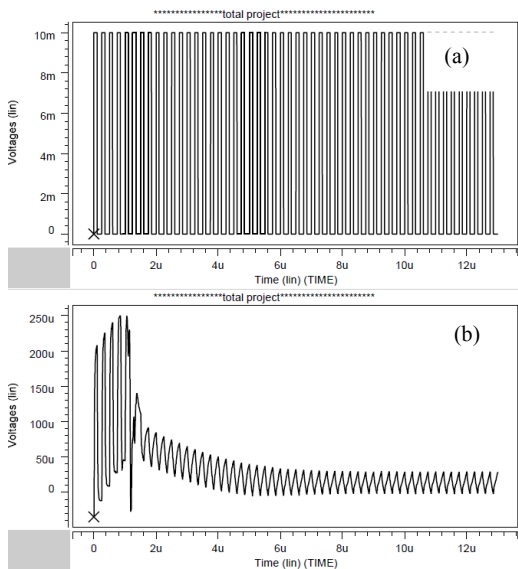 *****************total project***********************
(a)
Voltages (lin)
10m
8m
6m
4m
2m
0
0 2u 4u 6u 8u 10u 12u
Time (lin) (TIME)
*****************total project***********************
(b)
Voltages (lin)
250u
200u
150u
100u
50u
0
0 2u 4u 6u 8u 10u 12u
Time (lin) (TIME)